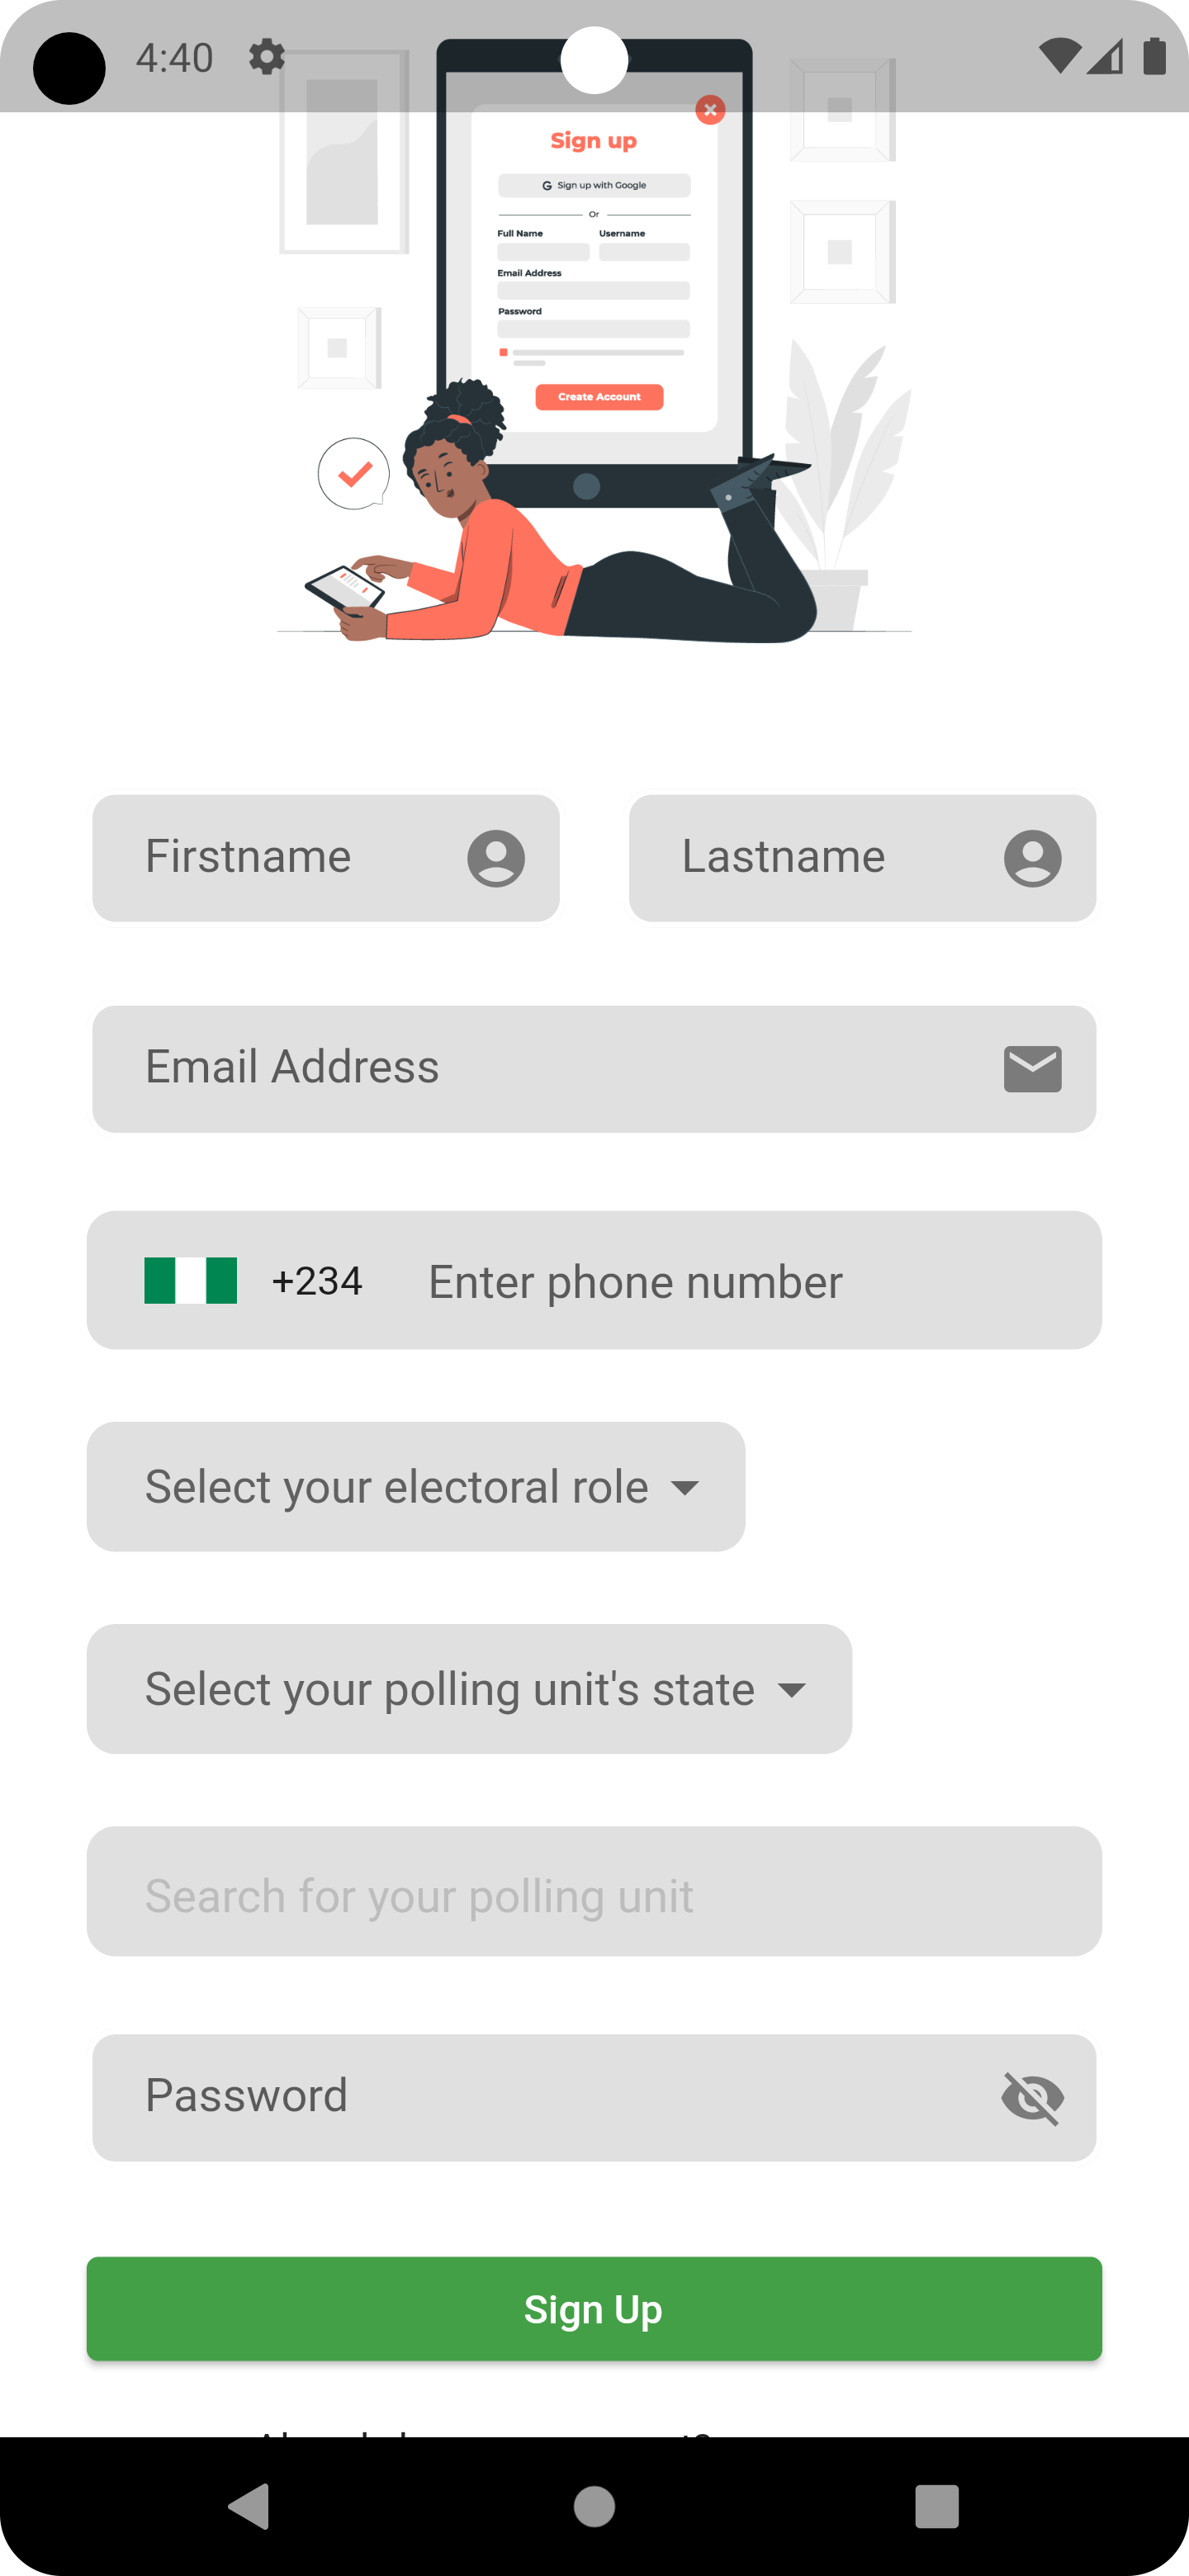 4:40
Sign up
G Sign up with Google
Or
Full Name Username
Email Address
Password
Create Account
Firstname Lastname
Email Address
+234 Enter phone number
Select your electoral role
Select your polling unit's state
Search for your polling unit
Password
Sign Up